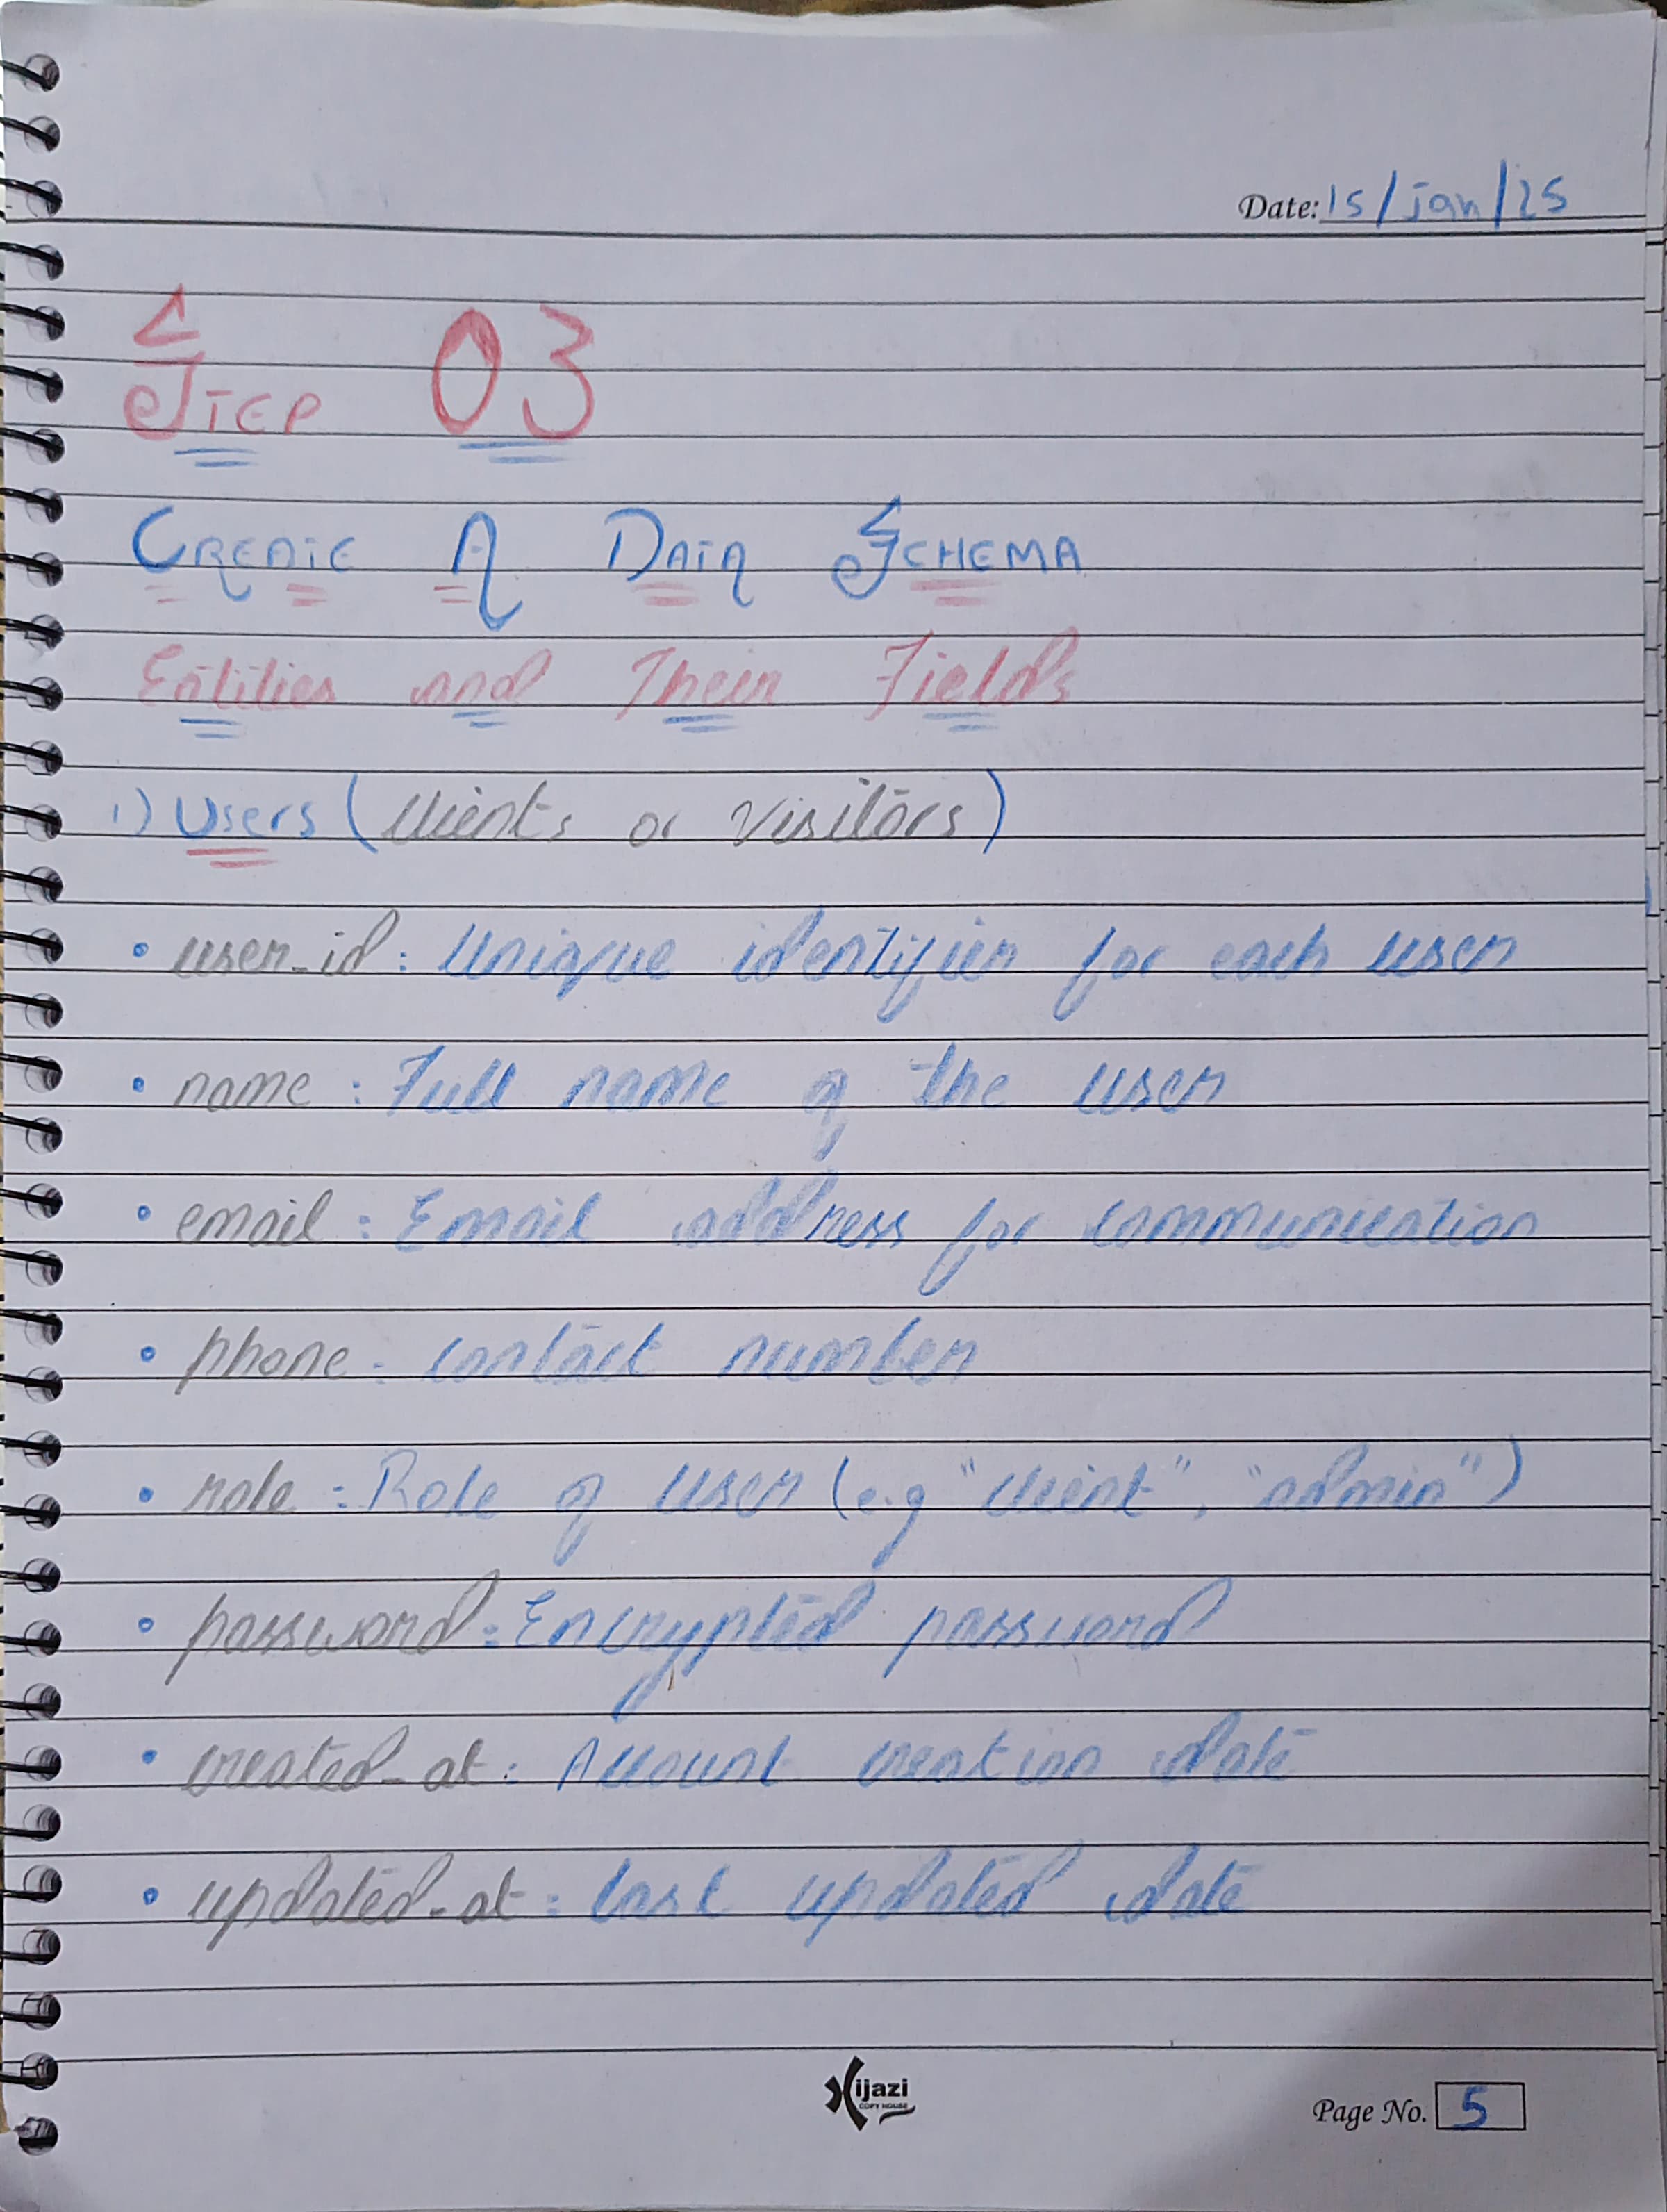 Date: 15/Jan/25
STEP 03
CREATE A DATA SCHEMA
Entities and Their Fields
1) Users (Clients or Visitors)
• user_id : Unique identifier for each user
• name : Full name of the user
• email : Email address for communication
• phone : contact number
• role : Role of user (e.g "client", "admin")
• password : Encrypted password
• created_at : Account creation date
• updated_at : last updated date
Hijazi
COPY HOUSE
Page No. 5